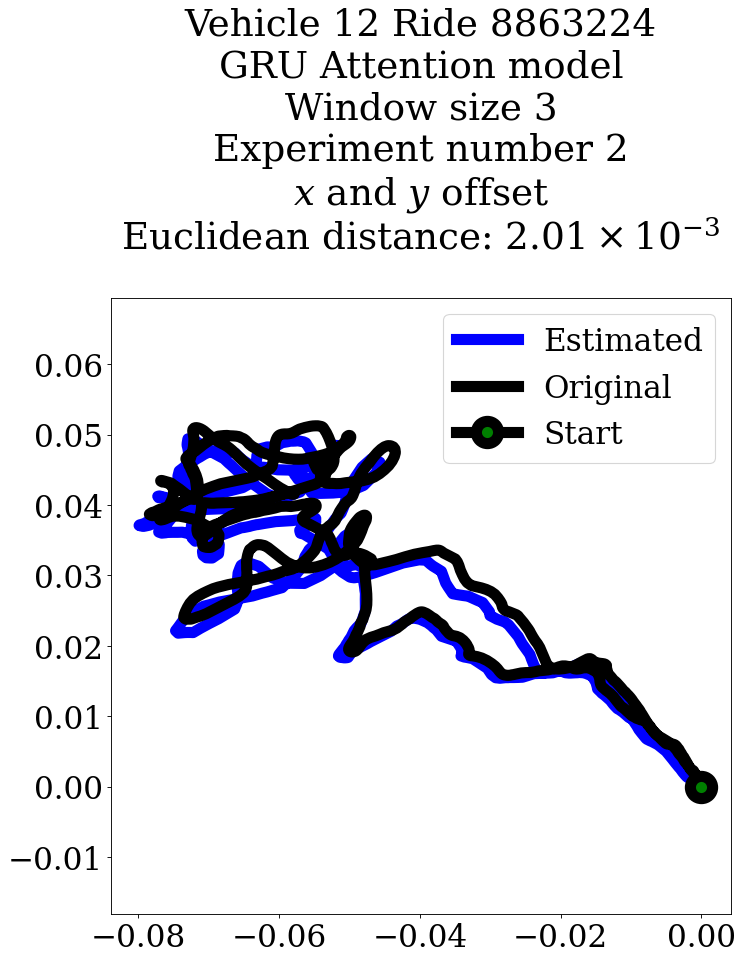 Vehicle 12 Ride 8863224
GRU Attention model
Window size 3
Experiment number 2
x and y offset
Euclidean distance: 2.01 × 10⁻³
Estimated
Original
Start
0.06
0.05
0.04
0.03
0.02
0.01
0.00
−0.01
−0.08 −0.06 −0.04 −0.02 0.00